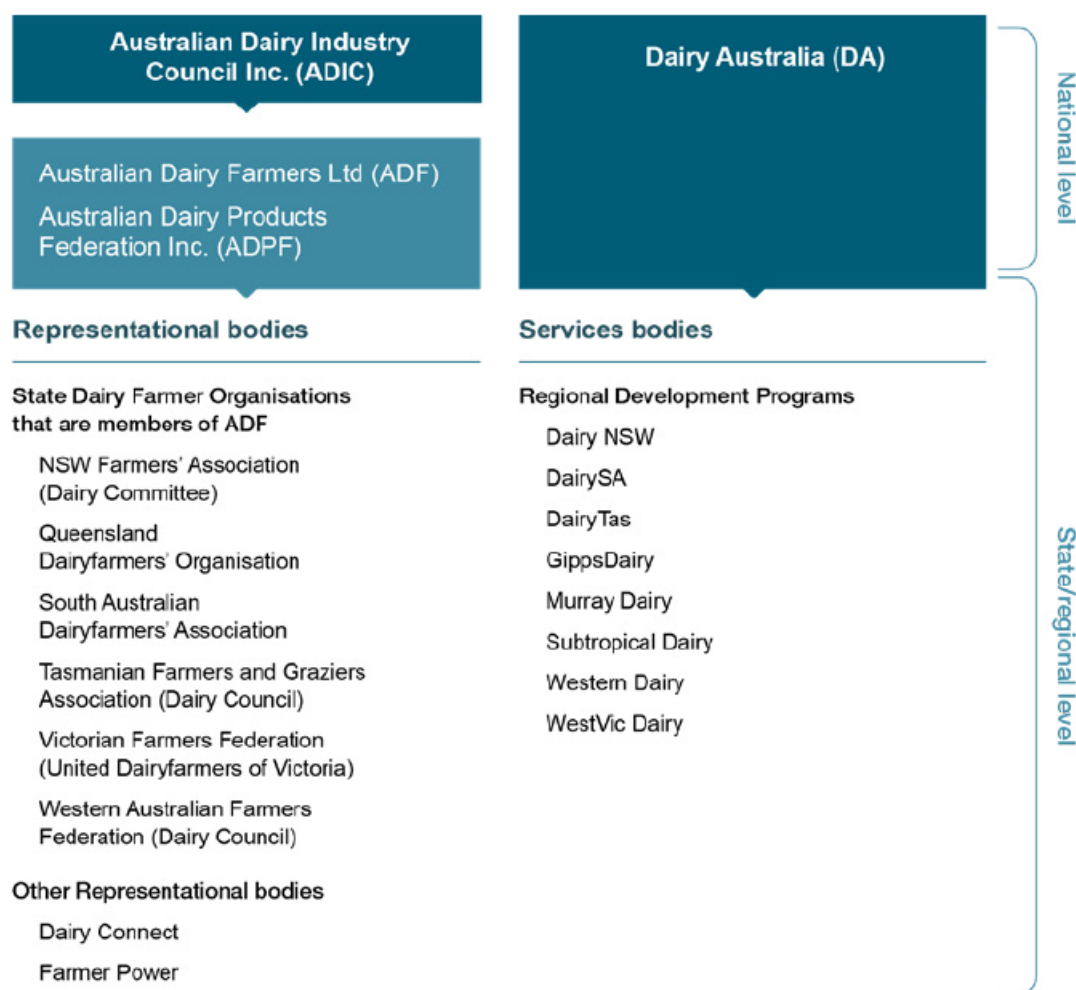 Australian Dairy Industry
Council Inc. (ADIC)
Australian Dairy Farmers Ltd (ADF)
Australian Dairy Products
Federation Inc. (ADPF)
Representational bodies
State Dairy Farmer Organisations
that are members of ADF
NSW Farmers' Association
(Dairy Committee)
Queensland
Dairyfarmers' Organisation
South Australian
Dairyfarmers' Association
Tasmanian Farmers and Graziers
Association (Dairy Council)
Victorian Farmers Federation
(United Dairyfarmers of Victoria)
Western Australian Farmers
Federation (Dairy Council)
Other Representational bodies
Dairy Connect
Farmer Power
Dairy Australia (DA)
Services bodies
Regional Development Programs
Dairy NSW
DairySA
DairyTas
GippsDairy
Murray Dairy
Subtropical Dairy
Western Dairy
WestVic Dairy
National level
State/regional level